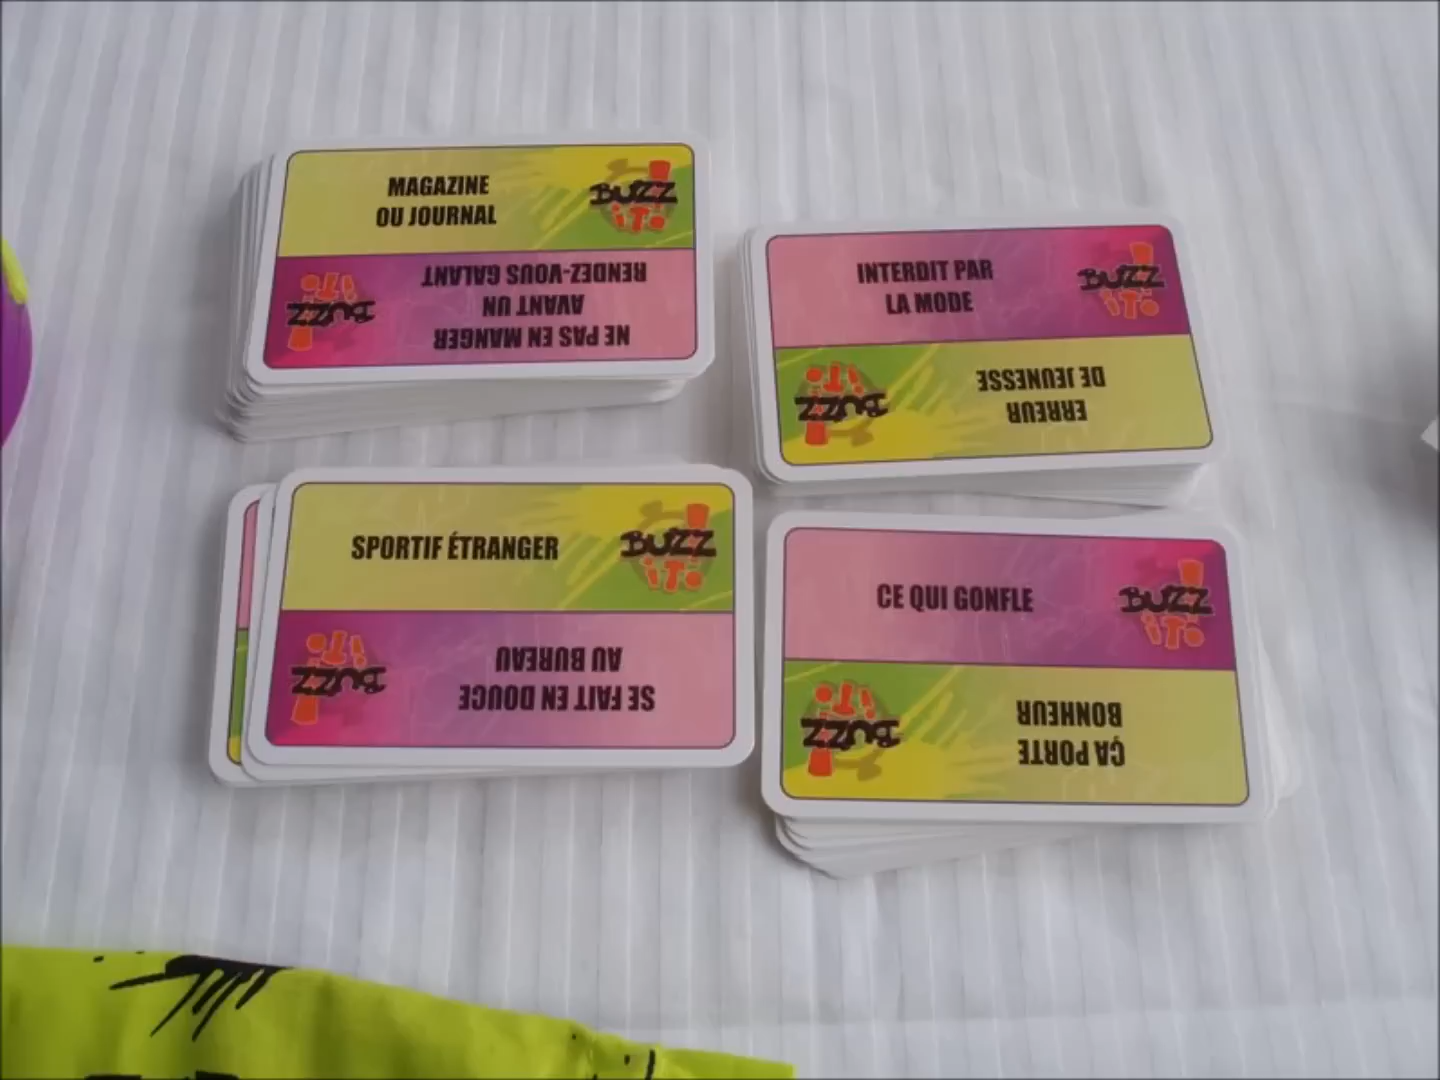 MAGAZINE
OU JOURNAL
BUZZ
iT!
NE PAS EN MANGER
AVANT UN
RENDEZ-VOUS GALANT
BUZZ
iT!
INTERDIT PAR
LA MODE
BUZZ
iT!
ERREUR
DE JEUNESSE
BUZZ
iT!
SPORTIF ÉTRANGER
BUZZ
iT!
SE FAIT EN DOUCE
AU BUREAU
BUZZ
iT!
CE QUI GONFLE
BUZZ
iT!
ÇA PORTE
BONHEUR
BUZZ
iT!